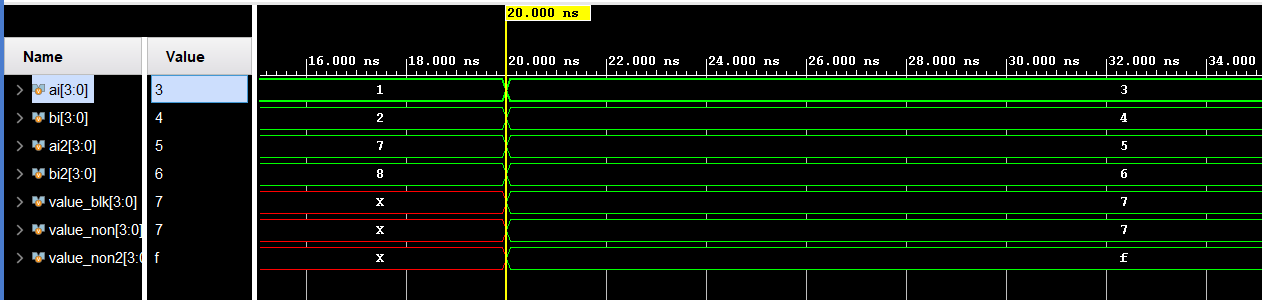 20.000 ns
Name Value
16.000 ns 18.000 ns 20.000 ns 22.000 ns 24.000 ns 26.000 ns 28.000 ns 30.000 ns 32.000 ns 34.000
ai[3:0] 3 1 3
bi[3:0] 4 2 4
ai2[3:0] 5 7 5
bi2[3:0] 6 8 6
value_blk[3:0] 7 X 7
value_non[3:0] 7 X 7
value_non2[3:0 f X f